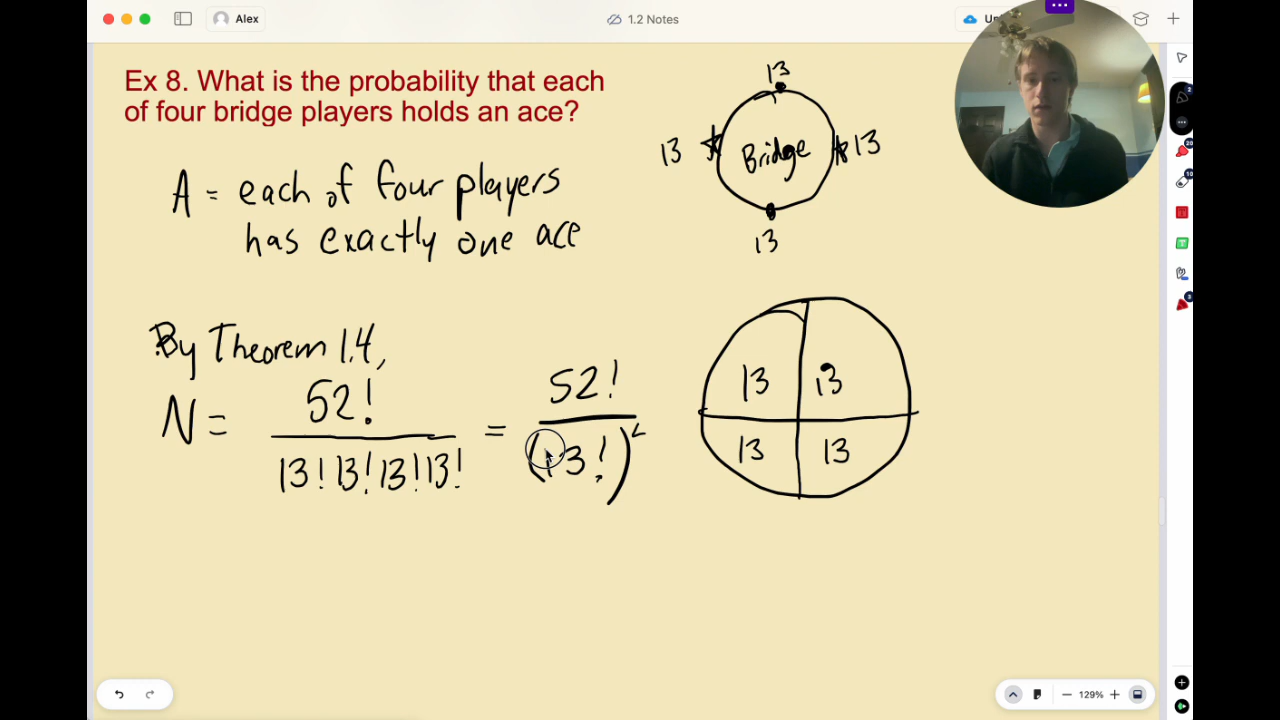 Alex
1.2 Notes
Ex 8. What is the probability that each
of four bridge players holds an ace?
13
13
Bridge
13
13
A = each of four players
has exactly one ace
By Theorem 1.4,
N = 52! / 13! 13! 13! 13! = 52! / (13!)
13 13
13 13
129%